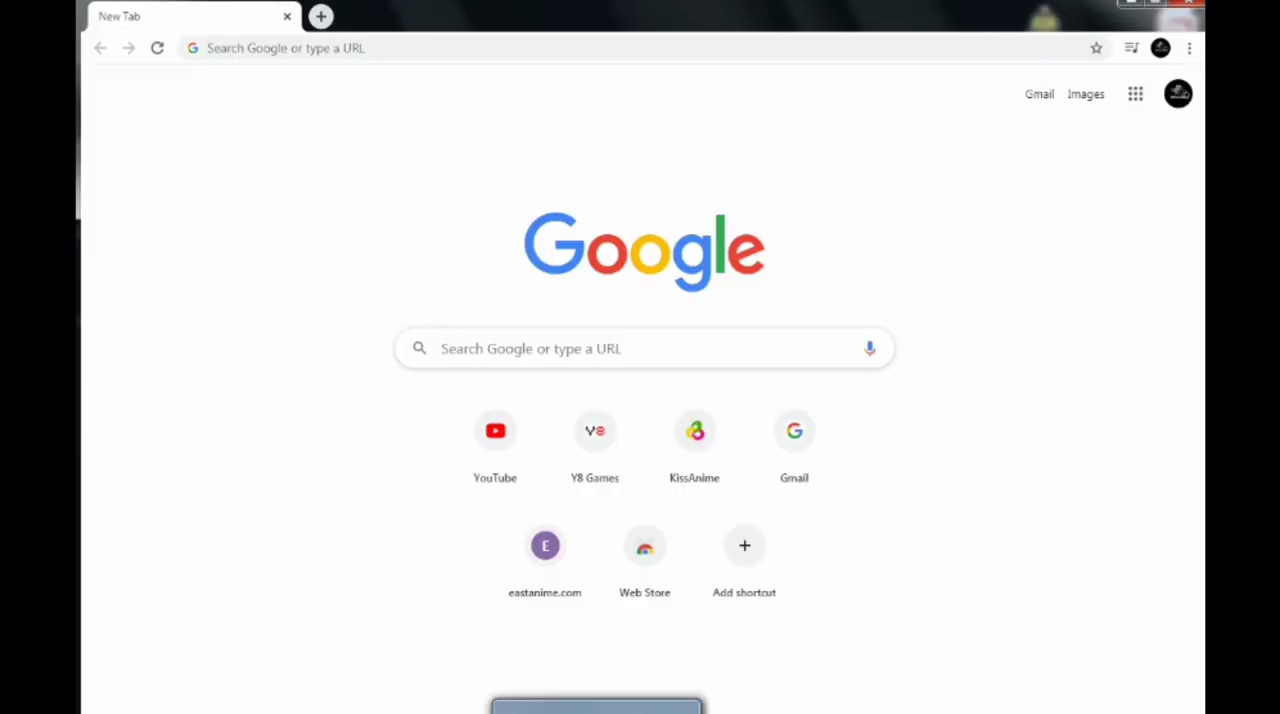 New Tab
Search Google or type a URL
Gmail Images
Google
Search Google or type a URL
Y8
YouTube Y8 Games KissAnime Gmail
E
eastanime.com Web Store Add shortcut